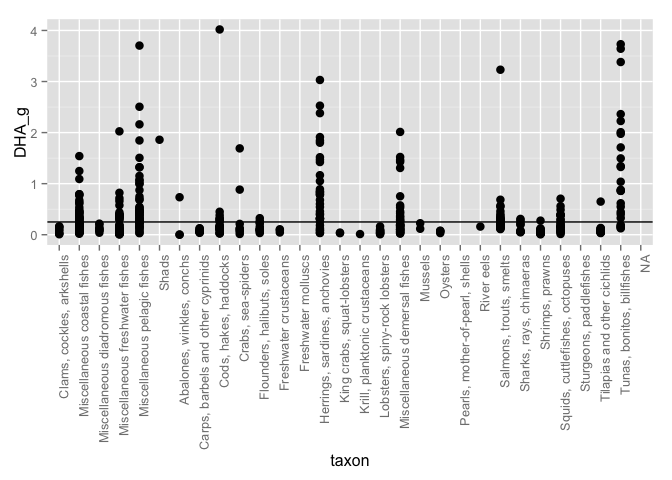 4
3
2
1
0
DHA_g
Clams, cockles, arkshells
Miscellaneous coastal fishes
Miscellaneous diadromous fishes
Miscellaneous freshwater fishes
Miscellaneous pelagic fishes
Shads
Abalones, winkles, conchs
Carps, barbels and other cyprinids
Cods, hakes, haddocks
Crabs, sea-spiders
Flounders, halibuts, soles
Freshwater crustaceans
Freshwater molluscs
Herrings, sardines, anchovies
King crabs, squat-lobsters
Krill, planktonic crustaceans
Lobsters, spiny-rock lobsters
Miscellaneous demersal fishes
Mussels
Oysters
Pearls, mother-of-pearl, shells
River eels
Salmons, trouts, smelts
Sharks, rays, chimaeras
Shrimps, prawns
Squids, cuttlefishes, octopuses
Sturgeons, paddlefishes
Tilapias and other cichlids
Tunas, bonitos, billfishes
NA
taxon